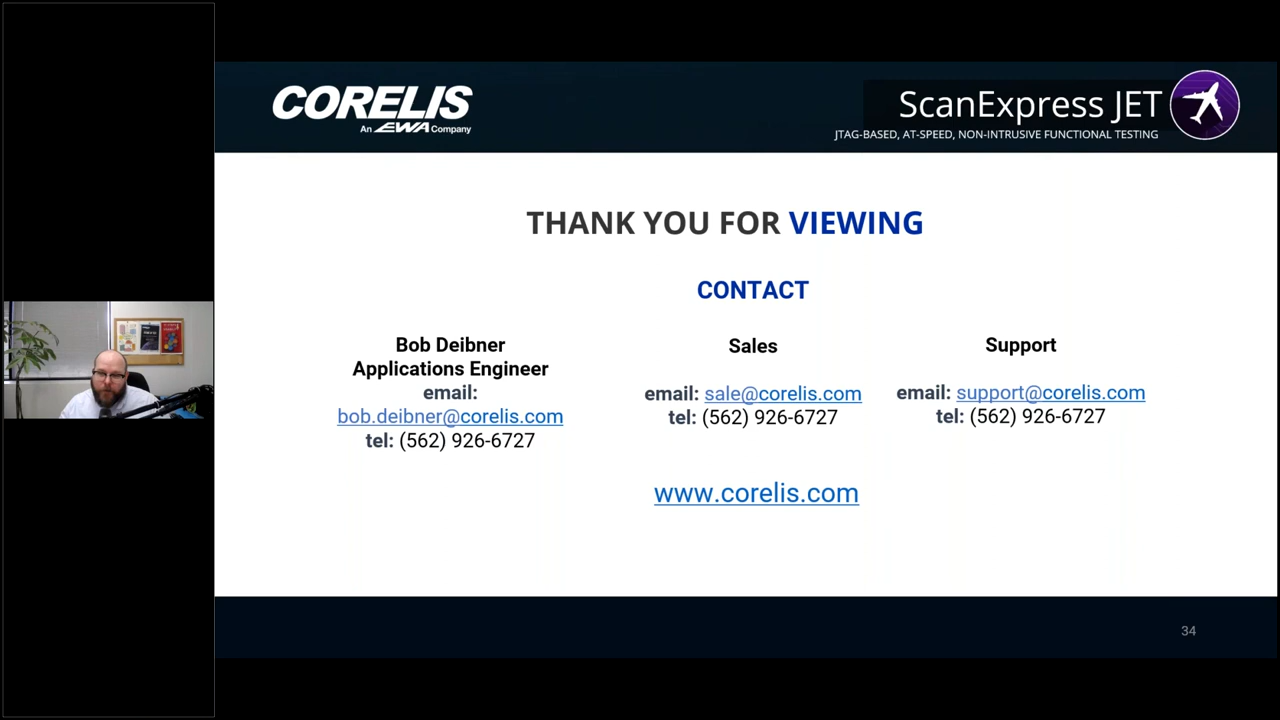 CORELIS
An EWA Company
ScanExpress JET
JTAG-BASED, AT-SPEED, NON-INTRUSIVE FUNCTIONAL TESTING
THANK YOU FOR VIEWING
CONTACT
Bob Deibner
Applications Engineer
email:
bob.deibner@corelis.com
tel: (562) 926-6727
Sales
email: sale@corelis.com
tel: (562) 926-6727
Support
email: support@corelis.com
tel: (562) 926-6727
www.corelis.com
34